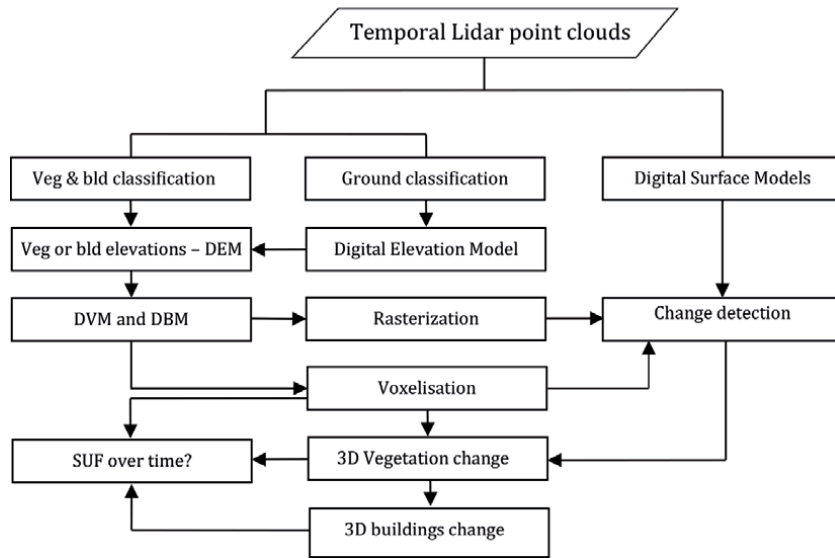 Temporal Lidar point clouds
Veg & bld classification
Ground classification
Digital Surface Models
Veg or bld elevations – DEM
Digital Elevation Model
DVM and DBM
Rasterization
Change detection
Voxelisation
SUF over time?
3D Vegetation change
3D buildings change